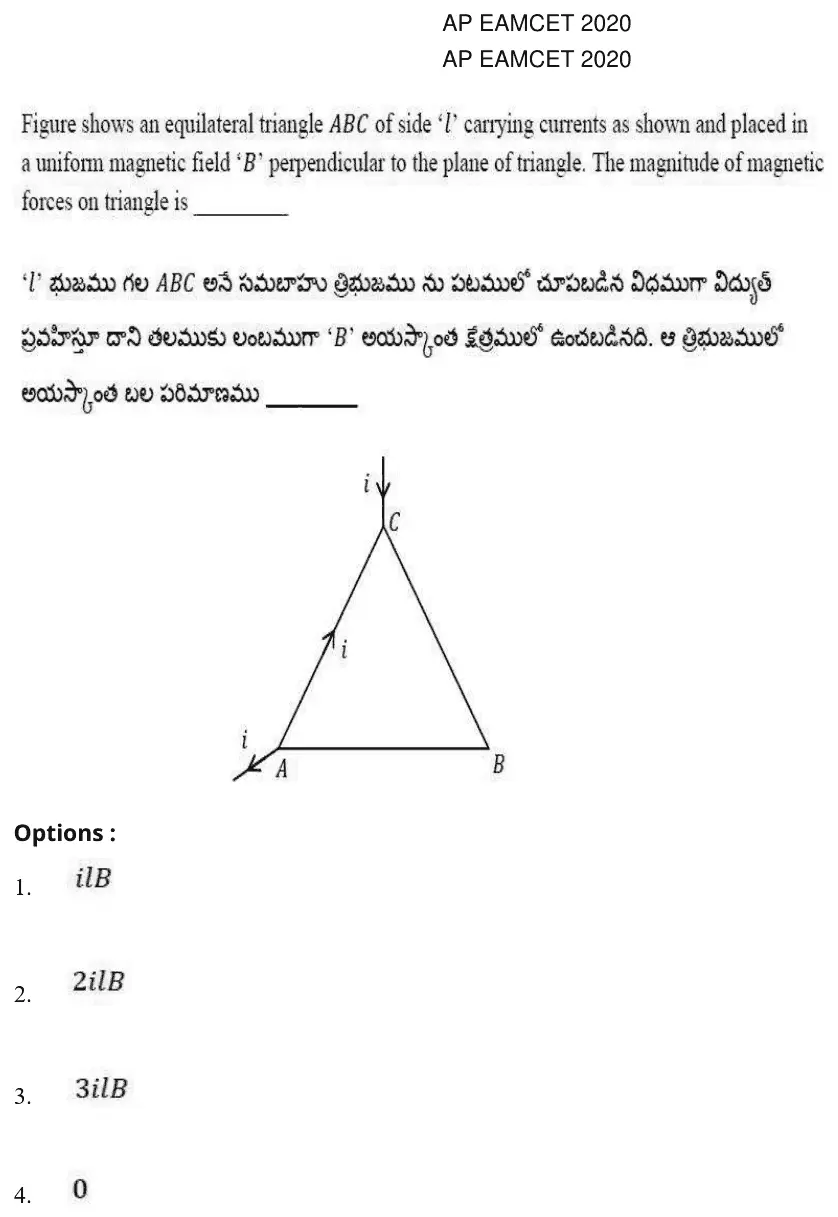 AP EAMCET 2020
AP EAMCET 2020
Figure shows an equilateral triangle ABC of side ‘l’ carrying currents as shown and placed in
a uniform magnetic field ‘B’ perpendicular to the plane of triangle. The magnitude of magnetic
forces on triangle is _________
‘l’ భుజము గల ABC అనే సమబాహు త్రిభుజము ను పటములో చూపబడిన విధముగా విద్యుత్
ప్రవహిస్తూ దాని తలముకు లంబముగా ‘B’ అయస్కాంత క్షేత్రములో ఉంచబడినది. ఆ త్రిభుజములో
అయస్కాంత బల పరిమాణము ________
i
C
i
i
A
B
Options :
1. ilB
2. 2ilB
3. 3ilB
4. 0